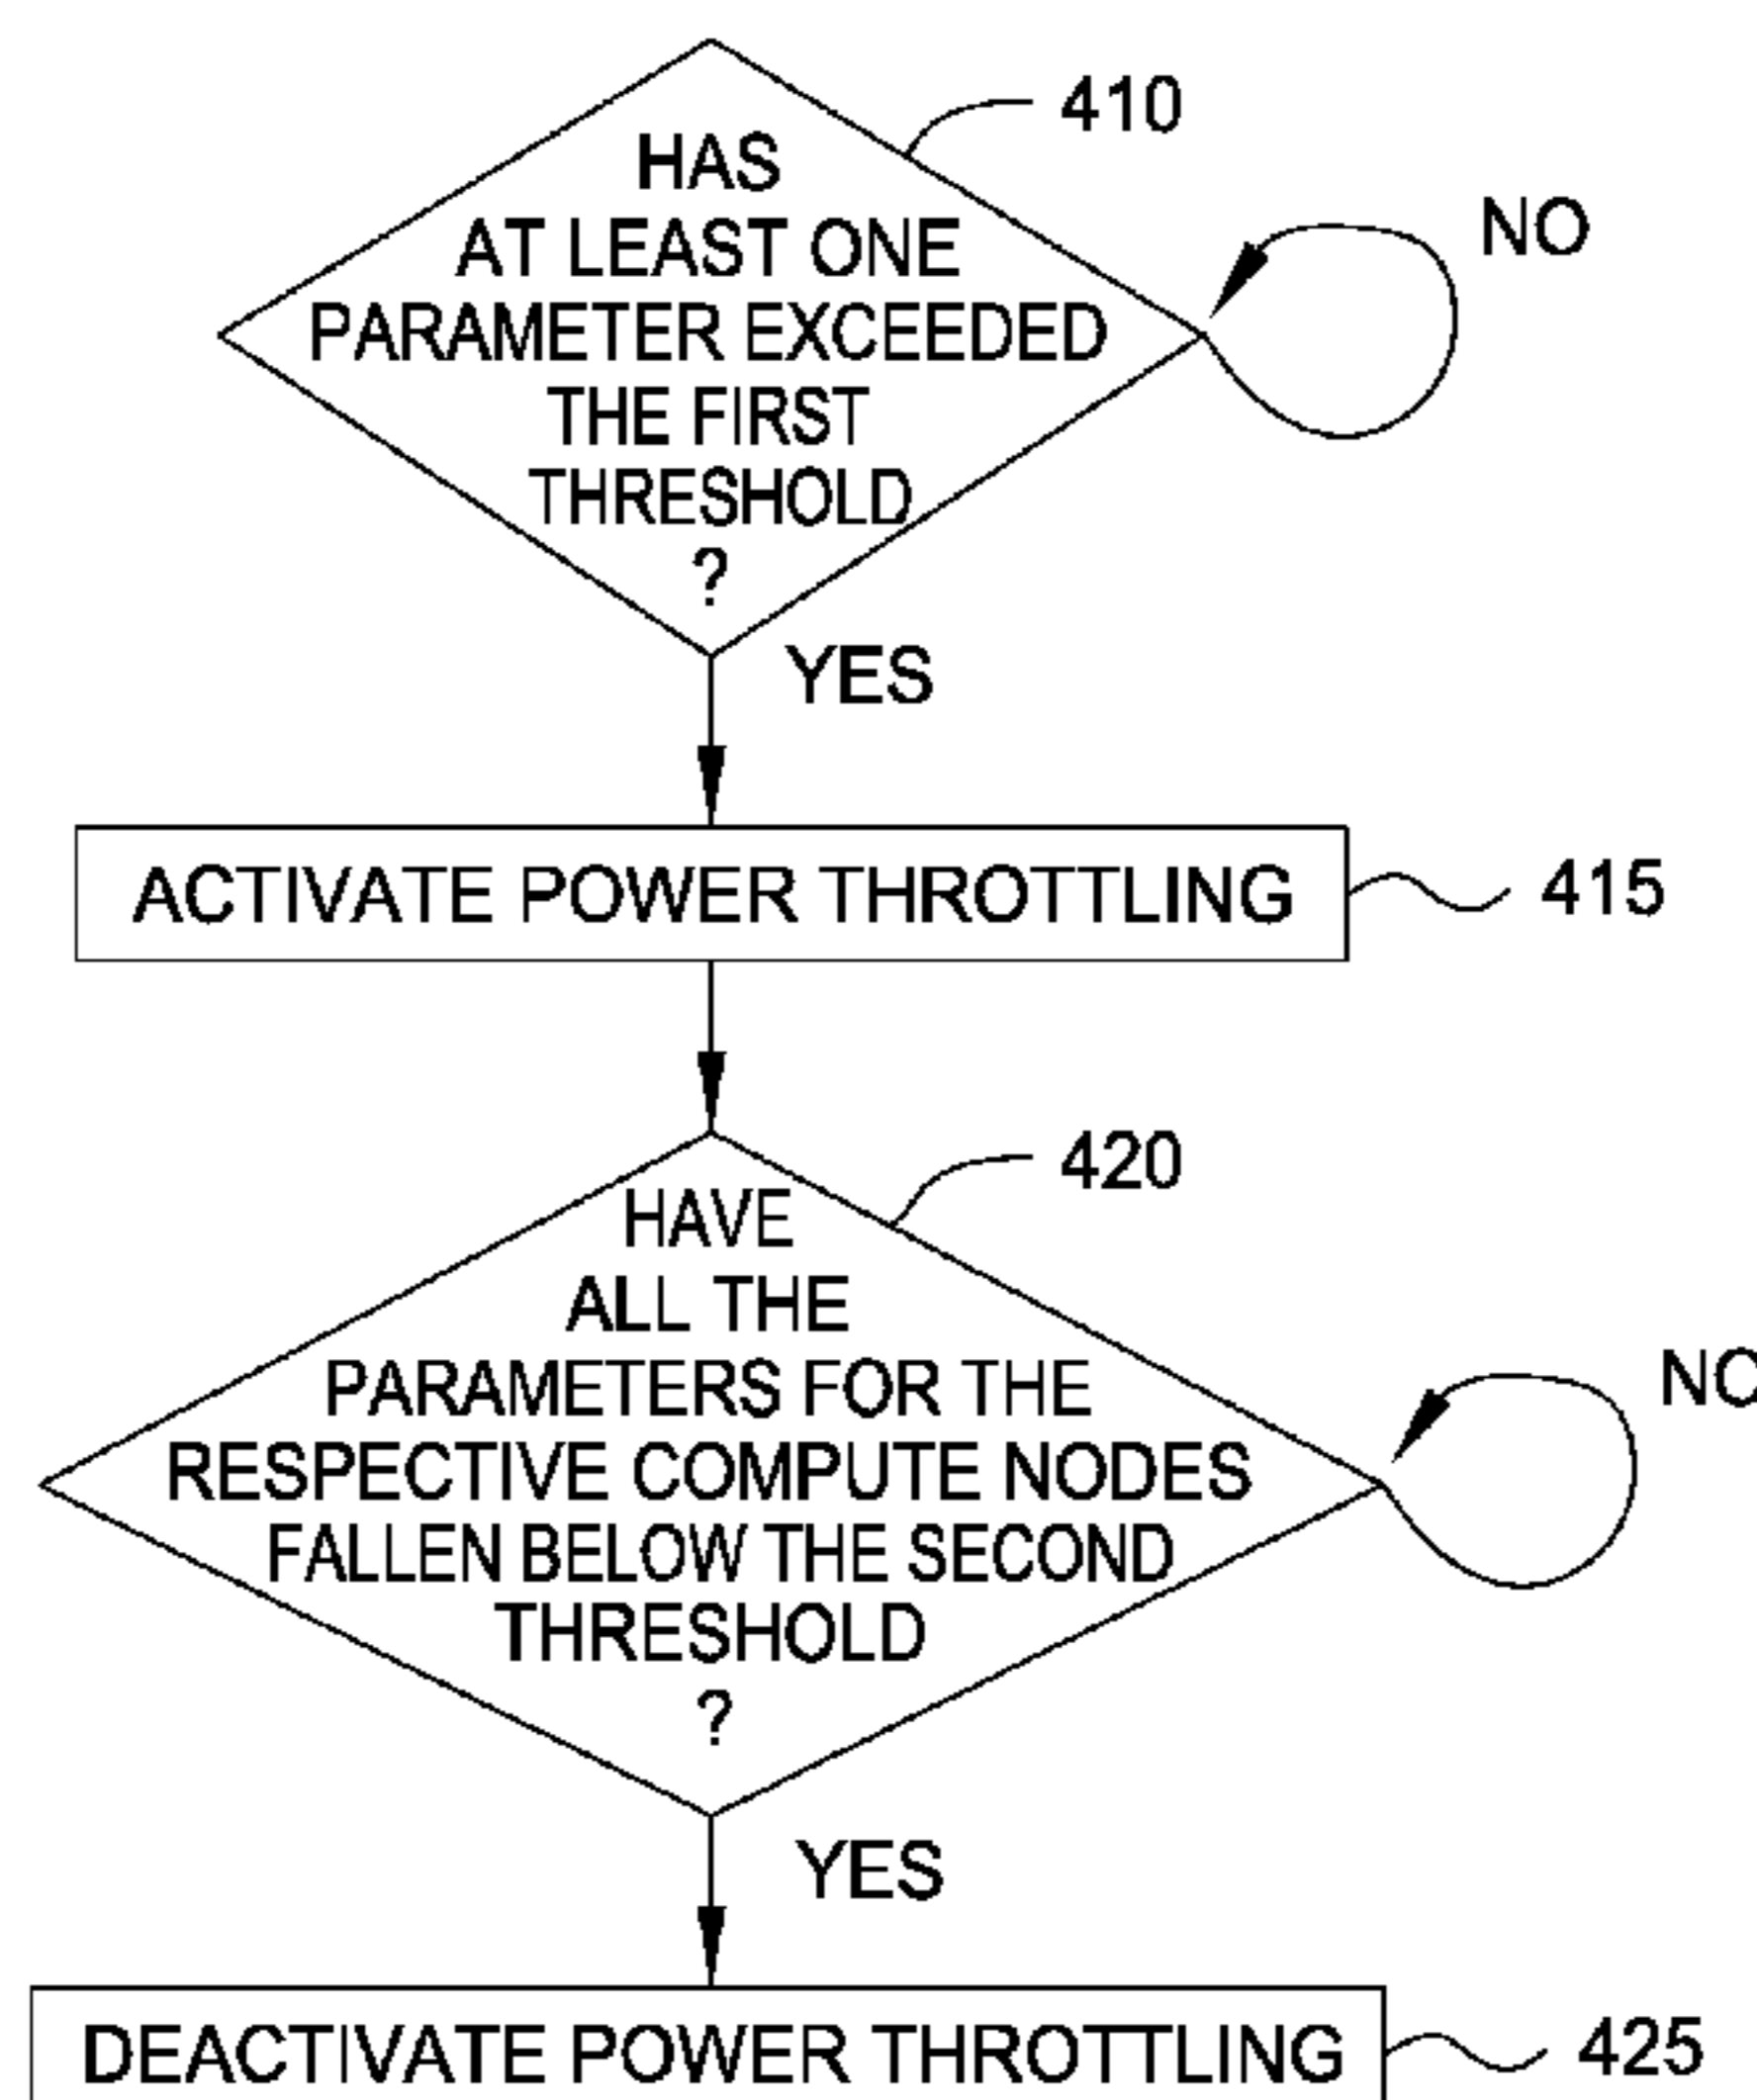 410
HAS
AT LEAST ONE
PARAMETER EXCEEDED
THE FIRST
THRESHOLD
?
NO
YES
ACTIVATE POWER THROTTLING
415
420
HAVE
ALL THE
PARAMETERS FOR THE
RESPECTIVE COMPUTE NODES
FALLEN BELOW THE SECOND
THRESHOLD
?
NO
YES
DEACTIVATE POWER THROTTLING
425